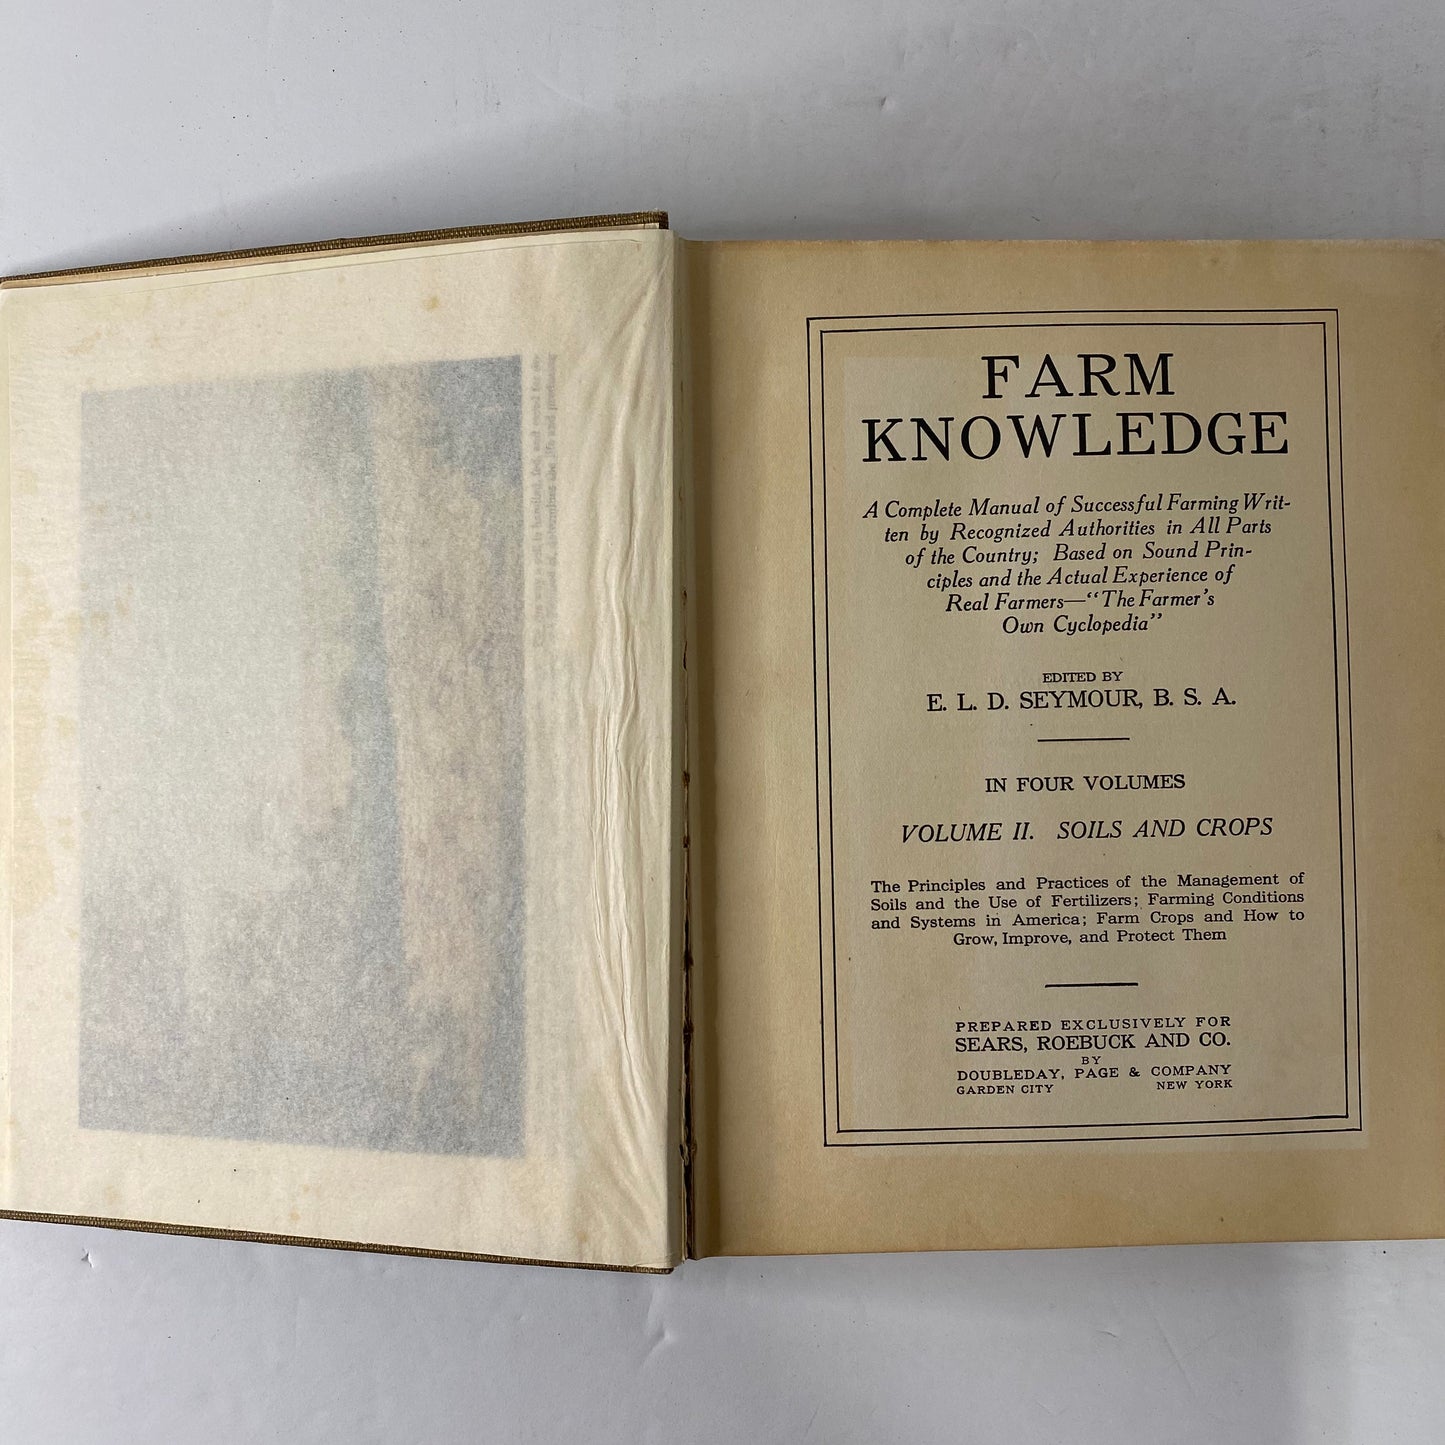 FARM
KNOWLEDGE
A Complete Manual of Successful Farming Writ-
ten by Recognized Authorities in All Parts
of the Country; Based on Sound Prin-
ciples and the Actual Experience of
Real Farmers—"The Farmer's
Own Cyclopedia"
EDITED BY
E. L. D. SEYMOUR, B. S. A.
IN FOUR VOLUMES
VOLUME II. SOILS AND CROPS
The Principles and Practices of the Management of
Soils and the Use of Fertilizers; Farming Conditions
and Systems in America; Farm Crops and How to
Grow, Improve, and Protect Them
PREPARED EXCLUSIVELY FOR
SEARS, ROEBUCK AND CO.
BY
DOUBLEDAY, PAGE & COMPANY
GARDEN CITY NEW YORK